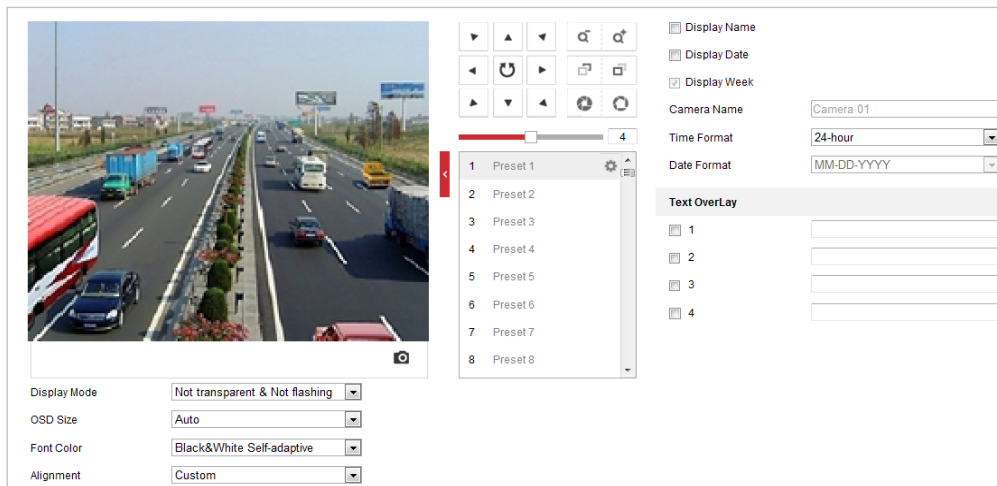 Display Name
Display Date
Display Week
Camera Name Camera 01
Time Format 24-hour
Date Format MM-DD-YYYY
4
1 Preset 1
2 Preset 2
3 Preset 3
4 Preset 4
5 Preset 5
6 Preset 6
7 Preset 7
8 Preset 8
Text OverLay
1
2
3
4
Display Mode Not transparent & Not flashing
OSD Size Auto
Font Color Black&White Self-adaptive
Alignment Custom